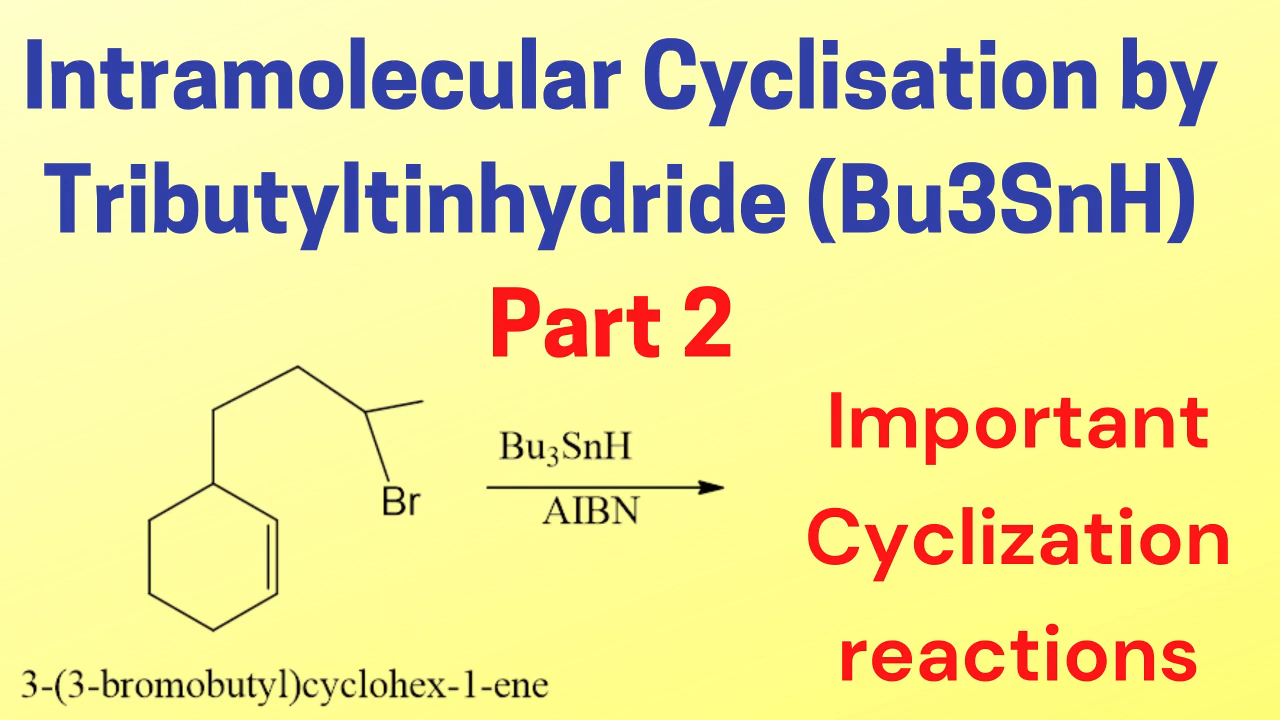 Intramolecular Cyclisation by
Tributyltinhydride (Bu3SnH)
Part 2
Br
Bu₃SnH
AIBN
Important
Cyclization
reactions
3-(3-bromobutyl)cyclohex-1-ene